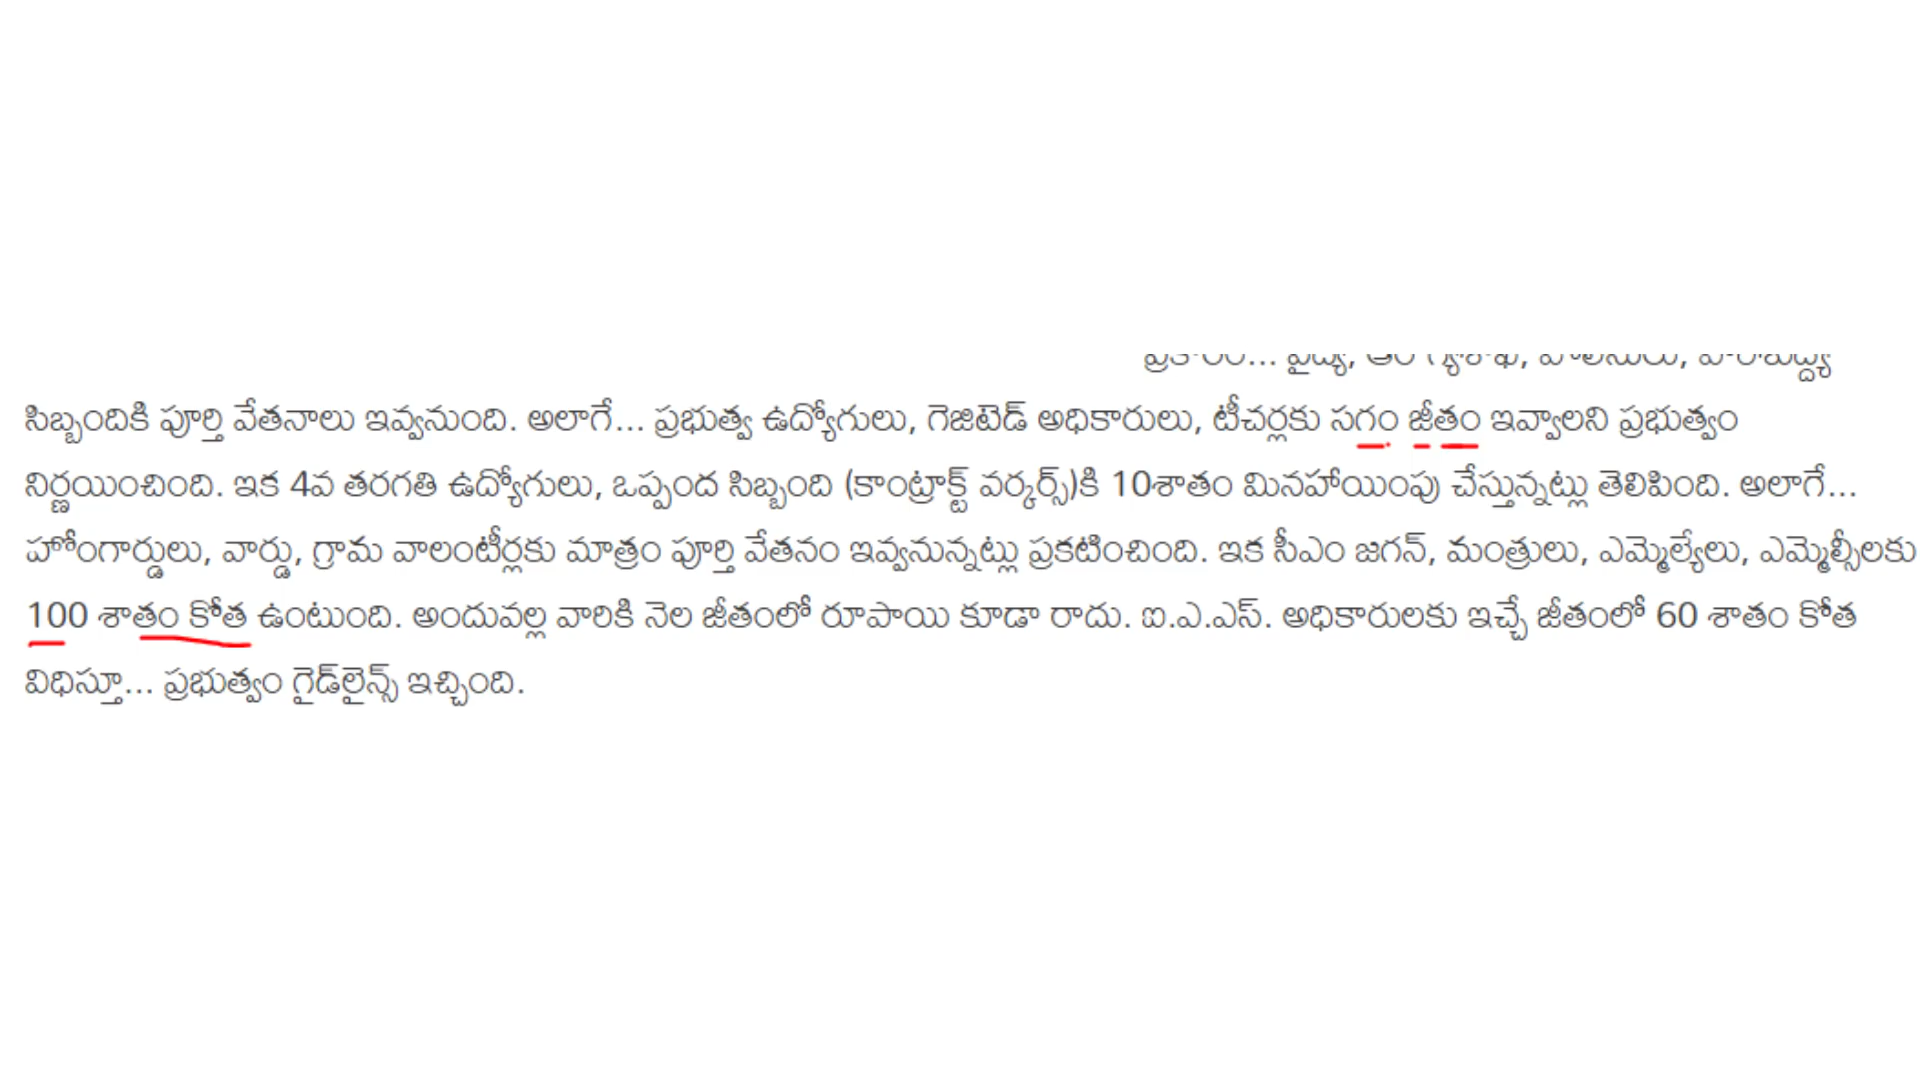 సిబ్బందికి పూర్తి వేతనాలు ఇవ్వనుంది. అలాగే... ప్రభుత్వ ఉద్యోగులు, గెజిటెడ్ అధికారులు, టీచర్లకు సగం జీతం ఇవ్వాలని ప్రభుత్వం
నిర్ణయించింది. ఇక 4వ తరగతి ఉద్యోగులు, ఒప్పంద సిబ్బంది (కాంట్రాక్ట్ వర్కర్స్)కి 10శాతం మినహాయింపు చేస్తున్నట్లు తెలిపింది. అలాగే...
హోంగార్డులు, వార్డు, గ్రామ వాలంటీర్లకు మాత్రం పూర్తి వేతనం ఇవ్వనున్నట్లు ప్రకటించింది. ఇక సీఎం జగన్, మంత్రులు, ఎమ్మెల్యేలు, ఎమ్మెల్సీలకు
100 శాతం కోత ఉంటుంది. అందువల్ల వారికి నెల జీతంలో రూపాయి కూడా రాదు. ఐ.ఎ.ఎస్. అధికారులకు ఇచ్చే జీతంలో 60 శాతం కోత
విధిస్తూ... ప్రభుత్వం గైడ్‌లైన్స్ ఇచ్చింది.